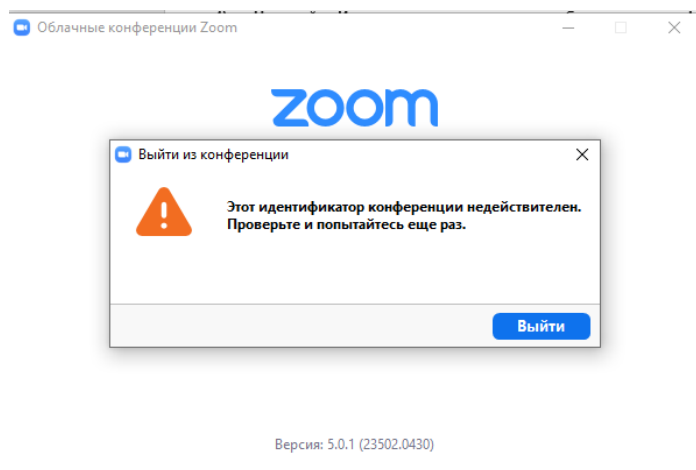 Облачные конференции Zoom
zoom
Выйти из конференции
Этот идентификатор конференции недействителен.
Проверьте и попытайтесь еще раз.
Выйти
Версия: 5.0.1 (23502.0430)